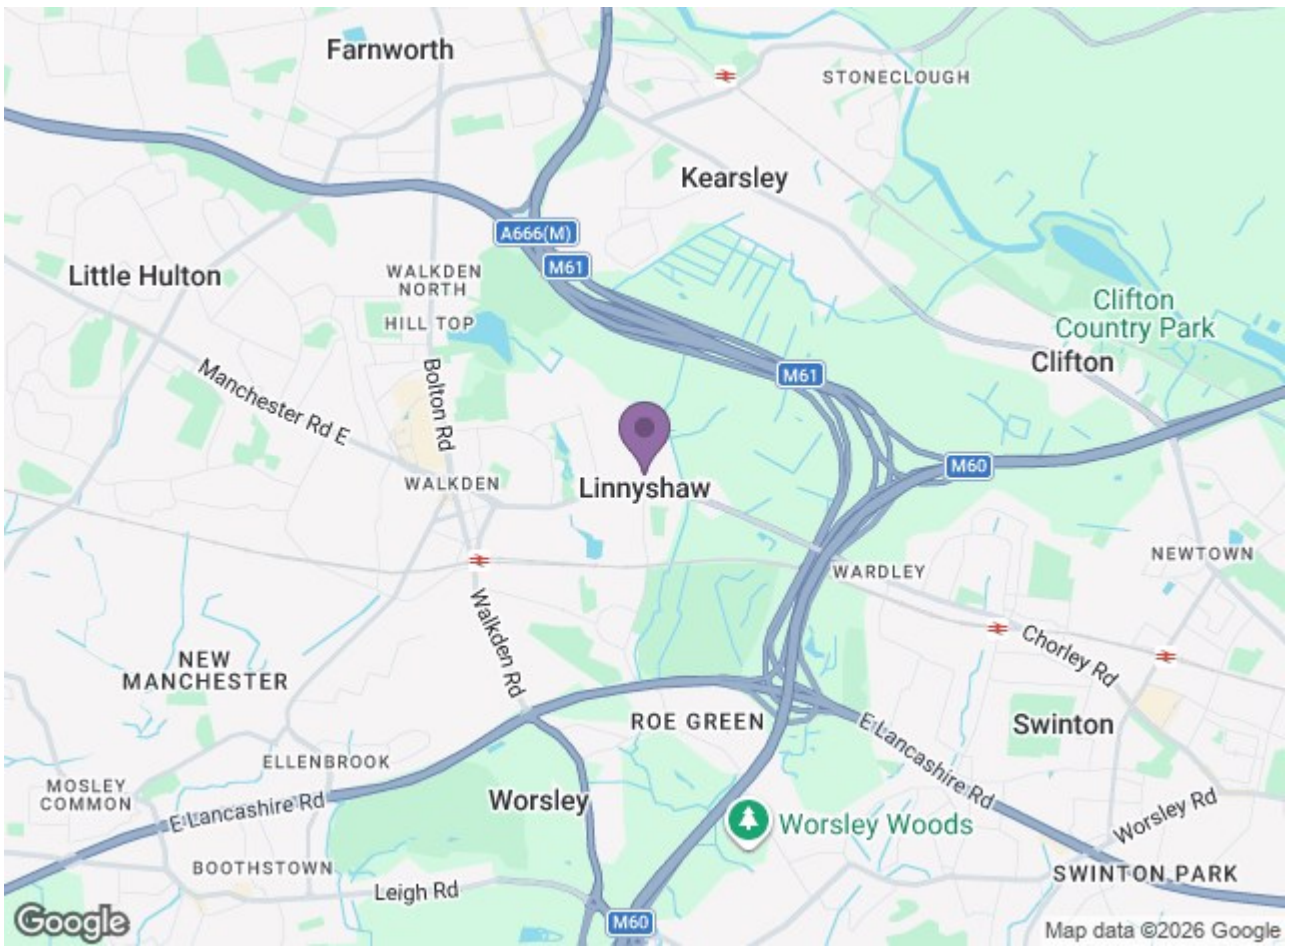 Farnworth
STONECLOUGH
Kearsley
A666(M)
M61
Little Hulton
WALKDEN
NORTH
HILL TOP
Clifton
Country Park
Clifton
M61
Manchester Rd E
Bolton Rd
M60
WALKDEN
Linnyshaw
NEWTOWN
WARDLEY
Walkden Rd
Chorley Rd
NEW
MANCHESTER
ROE GREEN
E Lancashire Rd
Swinton
ELLENBROOK
MOSLEY
COMMON
E Lancashire Rd
Worsley
Worsley Woods
Worsley Rd
BOOTHSTOWN
Leigh Rd
SWINTON PARK
M60
Google
Map data ©2026 Google